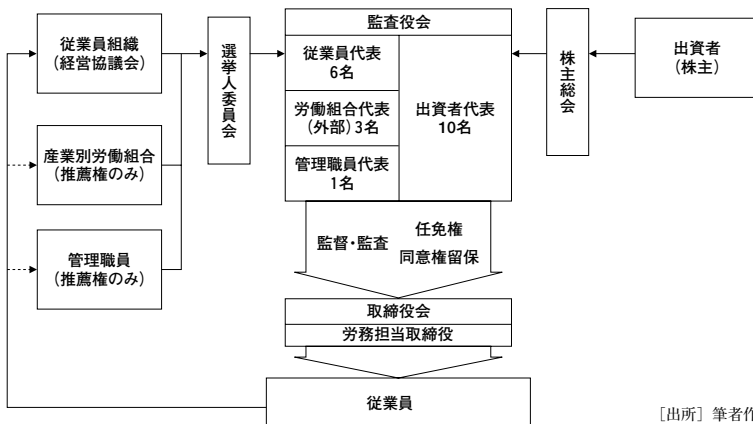 従業員組織
(経営協議会)
産業別労働組合
(推薦権のみ)
管理職員
(推薦権のみ)
選挙人委員会
監査役会
従業員代表
6名
労働組合代表
(外部)3名
管理職員代表
1名
出資者代表
10名
株主総会
出資者
(株主)
監督・監査
任免権
同意権留保
取締役会
労務担当取締役
従業員
[出所] 筆者作